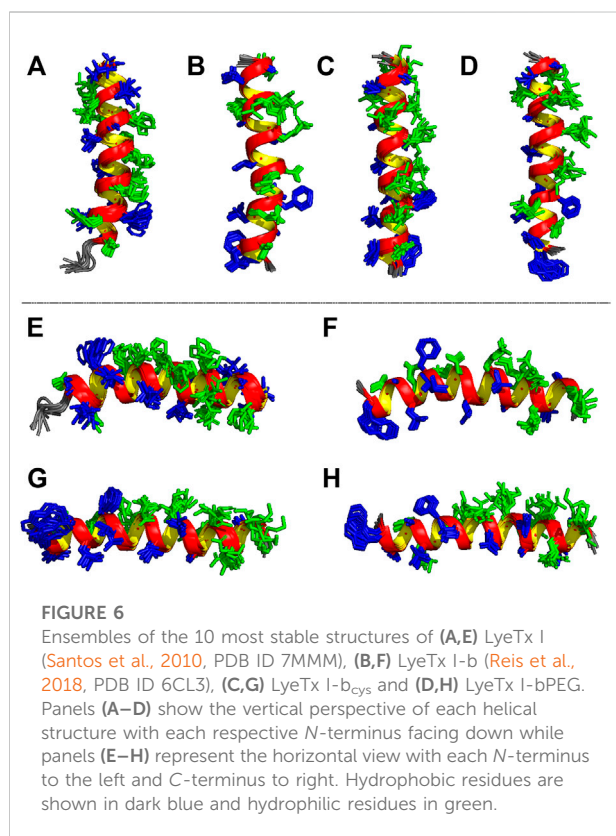 A B C D
E F
G H
FIGURE 6
Ensembles of the 10 most stable structures of (A,E) LyeTx I
(Santos et al., 2010, PDB ID 7MMM), (B,F) LyeTx I-b (Reis et al.,
2018, PDB ID 6CL3), (C,G) LyeTx I-bcys and (D,H) LyeTx I-bPEG.
Panels (A–D) show the vertical perspective of each helical
structure with each respective N-terminus facing down while
panels (E–H) represent the horizontal view with each N-terminus
to the left and C-terminus to right. Hydrophobic residues are
shown in dark blue and hydrophilic residues in green.